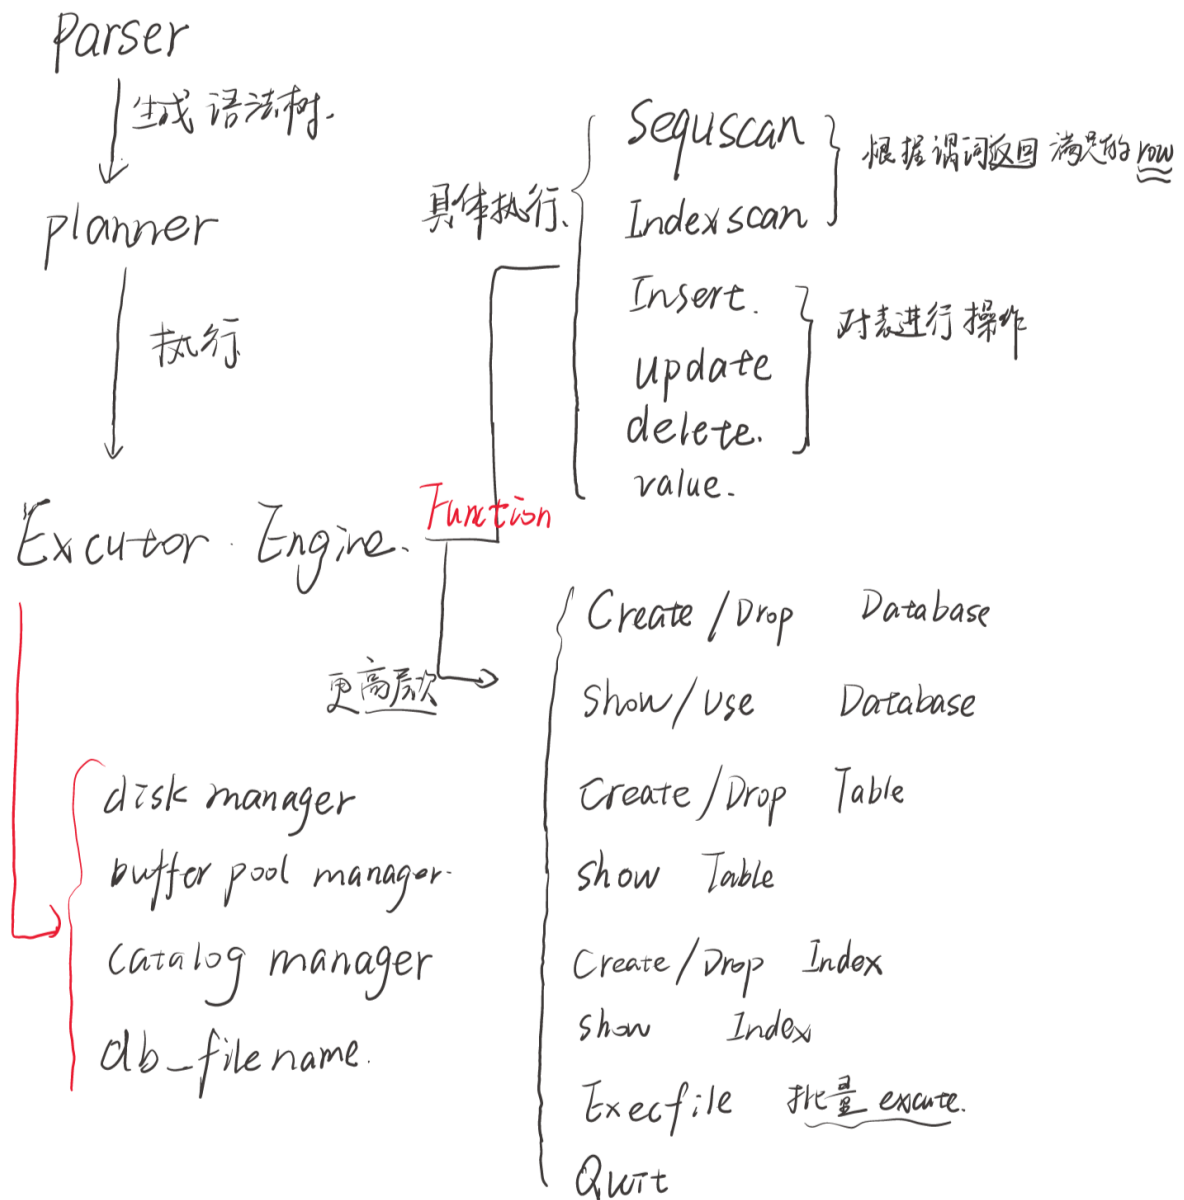 Parser
生成语法树.
planner
执行
Excutor Engine.
Function
具体执行.
Sequscan
Indexscan
根据谓词返回 满足的row
Insert.
update
delete.
对表进行操作
value.
更高层次
Create/Drop Database
Show/Use Database
Create/Drop Table
show Table
Create/Drop Index
show Index
Execfile 批量 excute.
Quit
disk manager
buffer pool manager.
catalog manager
db_file name.